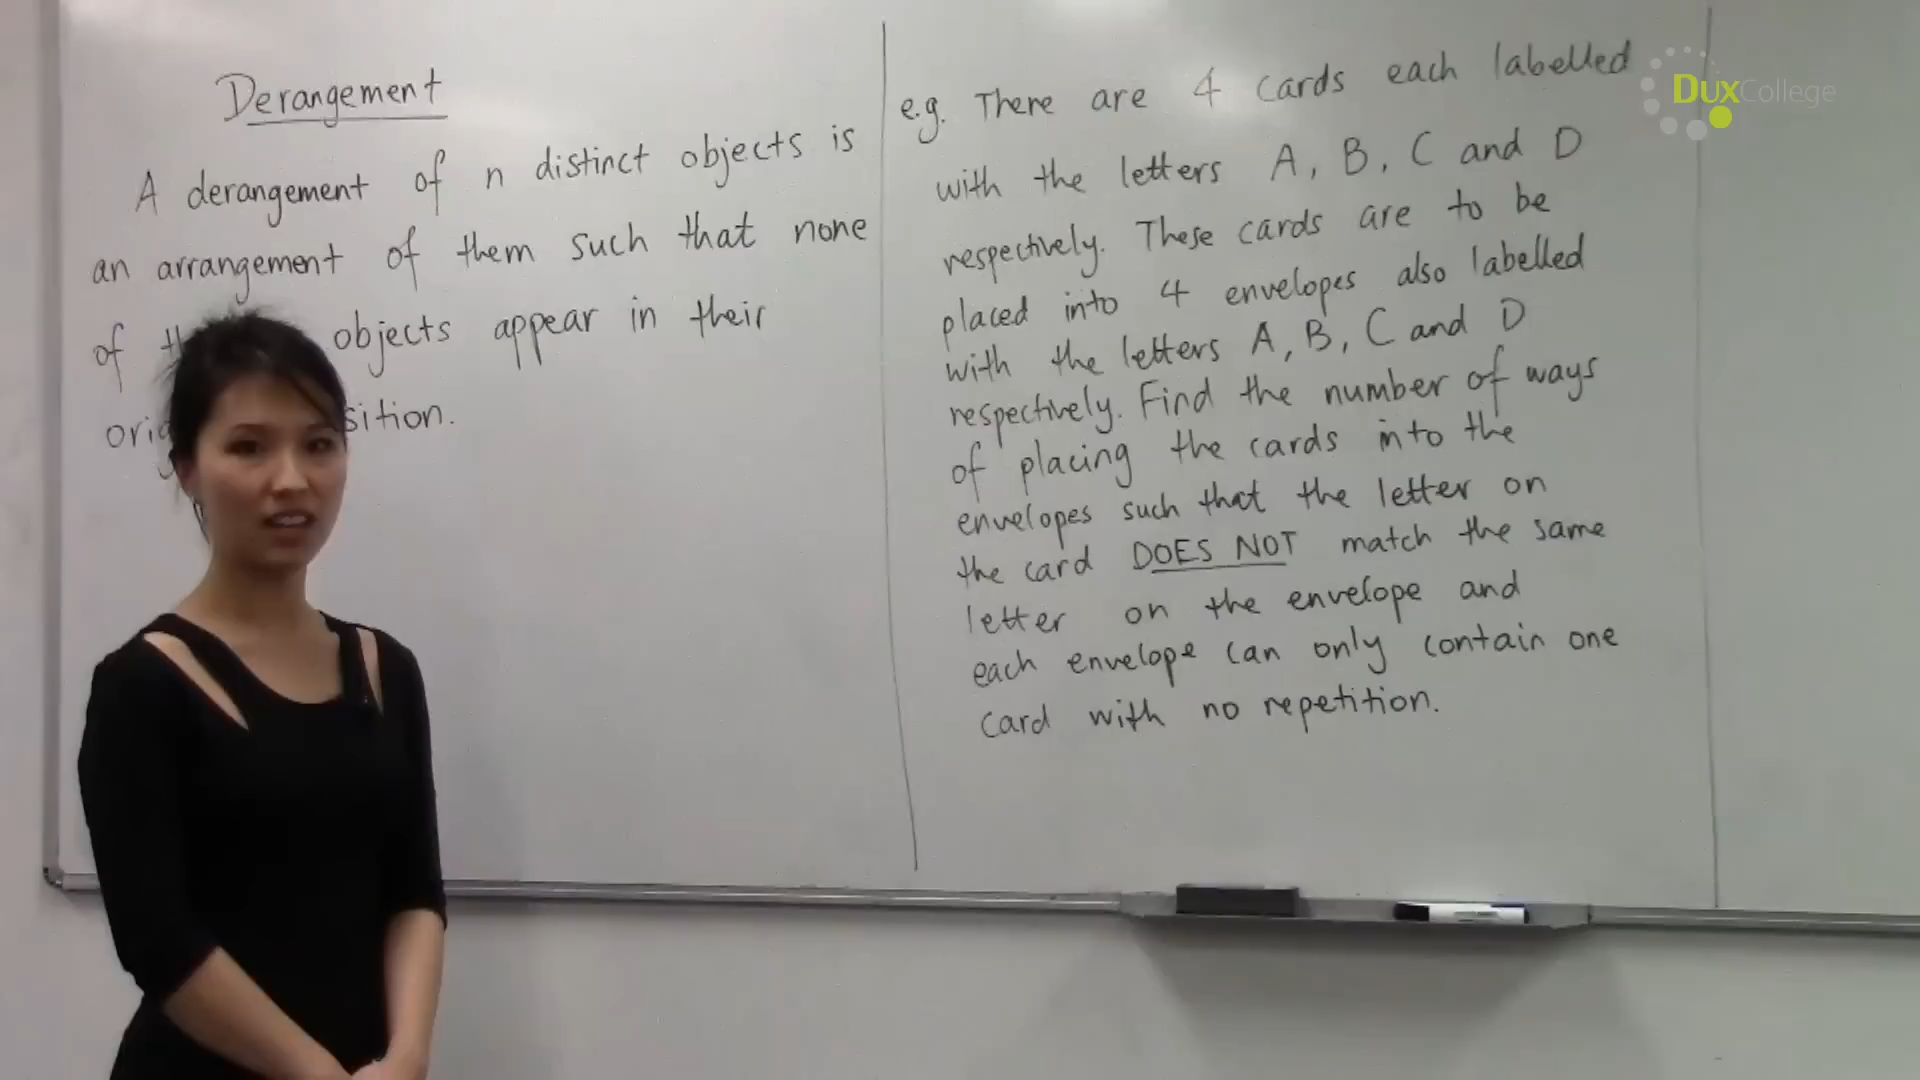 Derangement
A derangement of n distinct objects is
an arrangement of them such that none
of objects appear in their
e.g. There are 4 cards each labelled
with the letters A, B, C and D
respectively. These cards are to be
placed into 4 envelopes also labelled
with the letters A, B, C and D
respectively. Find the number of ways
of placing the cards into the
envelopes such that the letter on
the card DOES NOT match the same
letter on the envelope and
each envelope can only contain one
card with no repetition.
DuxCollege